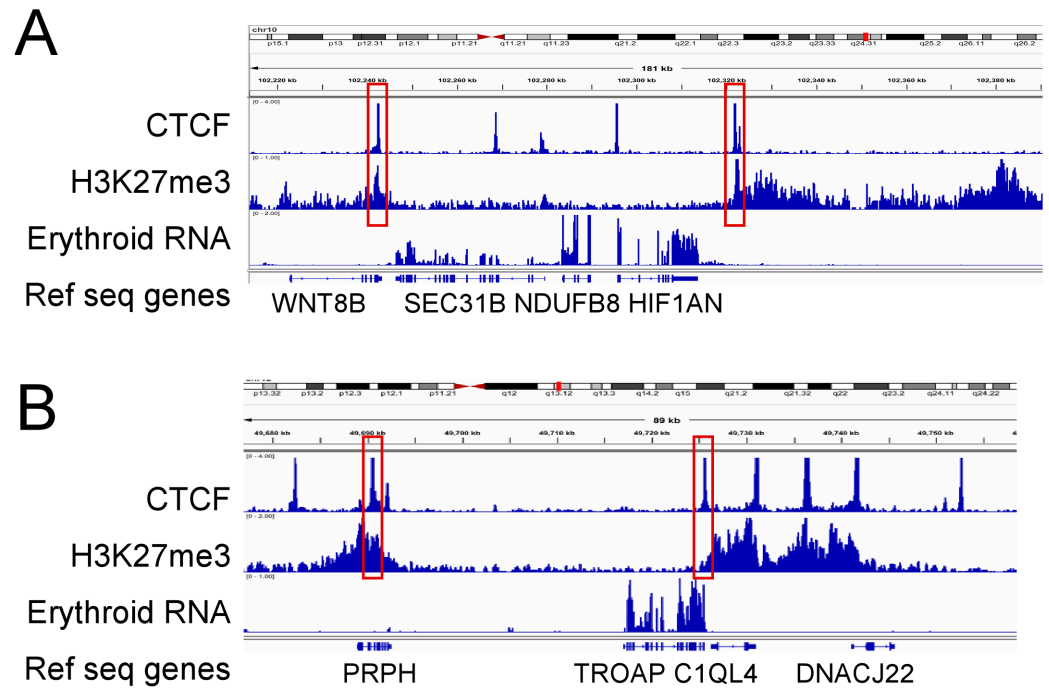 A
chr10
p15.1 p13 p12.31 p12.1 p11.21 q11.21 q11.23 q21.2 q22.1 q22.3 q23.2 q23.33 q24.31 q25.2 q26.11 q26.2
181 kb
102,220 kb 102,240 kb 102,260 kb 102,280 kb 102,300 kb 102,320 kb 102,340 kb 102,360 kb 102,380 kb
[0 - 4.00]
CTCF
[0 - 1.00]
H3K27me3
[0 - 2.00]
Erythroid RNA
Ref seq genes
WNT8B SEC31B NDUFB8 HIF1AN
B
p13.32 p13.2 p12.3 p12.1 p11.21 q12 q13.12 q13.3 q14.2 q15 q21.2 q21.32 q22 q23.2 q24.11 q24.22
89 kb
49,680 kb 49,690 kb 49,700 kb 49,710 kb 49,720 kb 49,730 kb 49,740 kb 49,750 kb
[0 - 4.00]
CTCF
[0 - 2.00]
H3K27me3
[0 - 1.00]
Erythroid RNA
Ref seq genes
PRPH TROAP C1QL4 DNACJ22